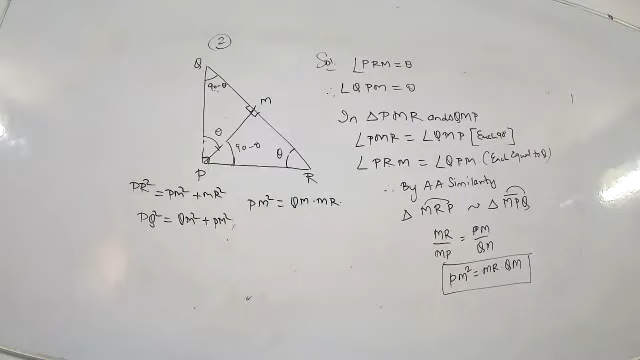 2
Q
90-θ
M
θ
90-θ
θ
P
R
PR² = PM² + MR²
PQ² = QM² + PM²
PM² = QM · MR.
Sol. ∠PRM = θ
∴ ∠QPM = θ
In △PMR and △QMP
∠PMR = ∠QMP [Each 90°]
∠PRM = ∠QPM (Each Equal to θ)
∴ By AA Similarity
△ MRP ~ △ MPQ
MR/MP = PM/QM
PM² = MR · QM